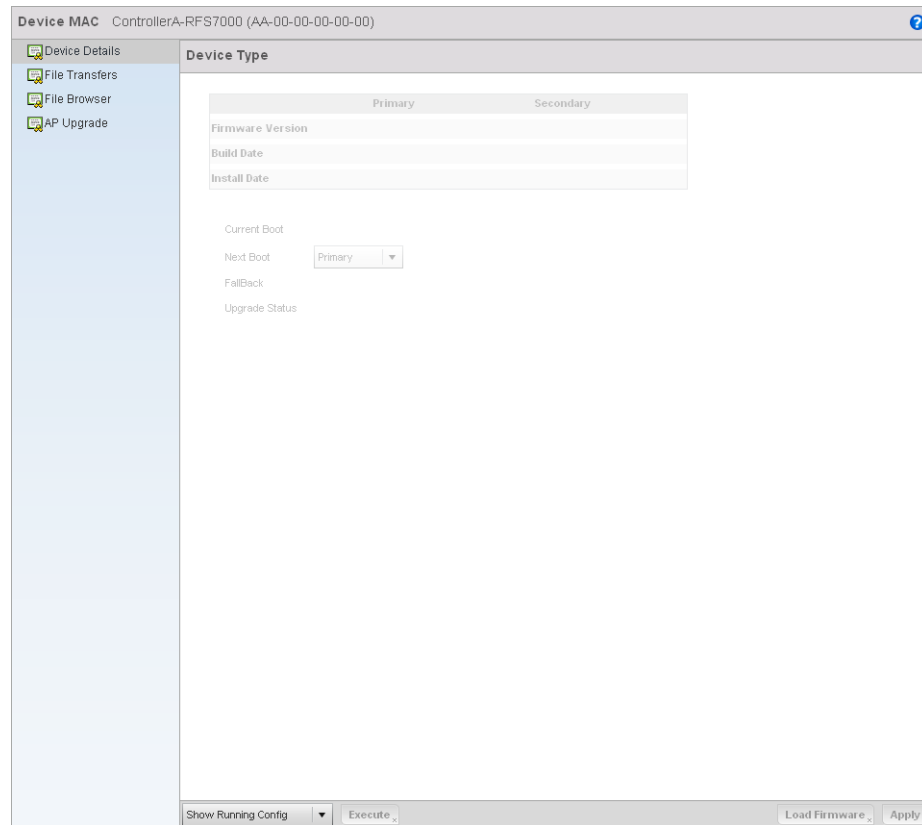 Device MAC ControllerA-RFS7000 (AA-00-00-00-00-00)
Device Details
File Transfers
File Browser
AP Upgrade
Device Type
Primary Secondary
Firmware Version
Build Date
Install Date
Current Boot
Next Boot Primary
FallBack
Upgrade Status
Show Running Config Execute Load Firmware Apply